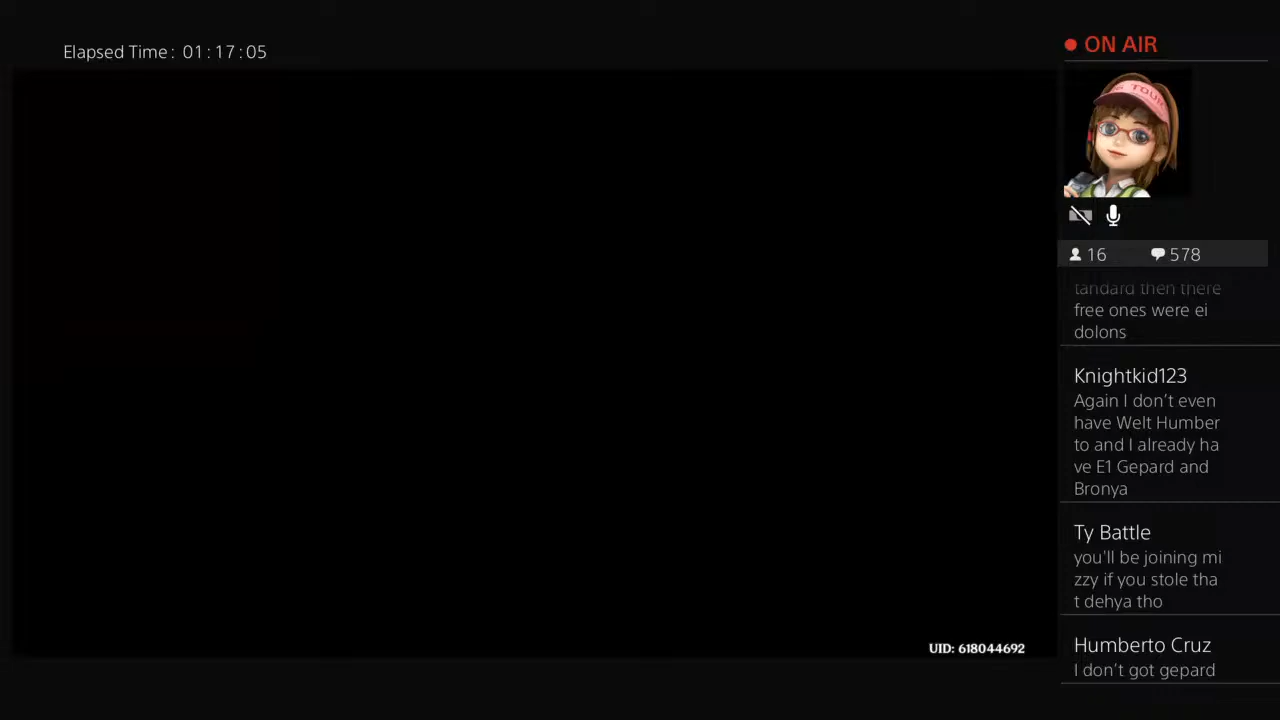 Elapsed Time: 01:17:05
ON AIR
TOUR
16 578
tandard then there
free ones were ei
dolons
Knightkid123
Again I don't even
have Welt Humber
to and I already ha
ve E1 Gepard and
Bronya
Ty Battle
you'll be joining mi
zzy if you stole tha
t dehya tho
Humberto Cruz
I don't got gepard
UID: 618044692